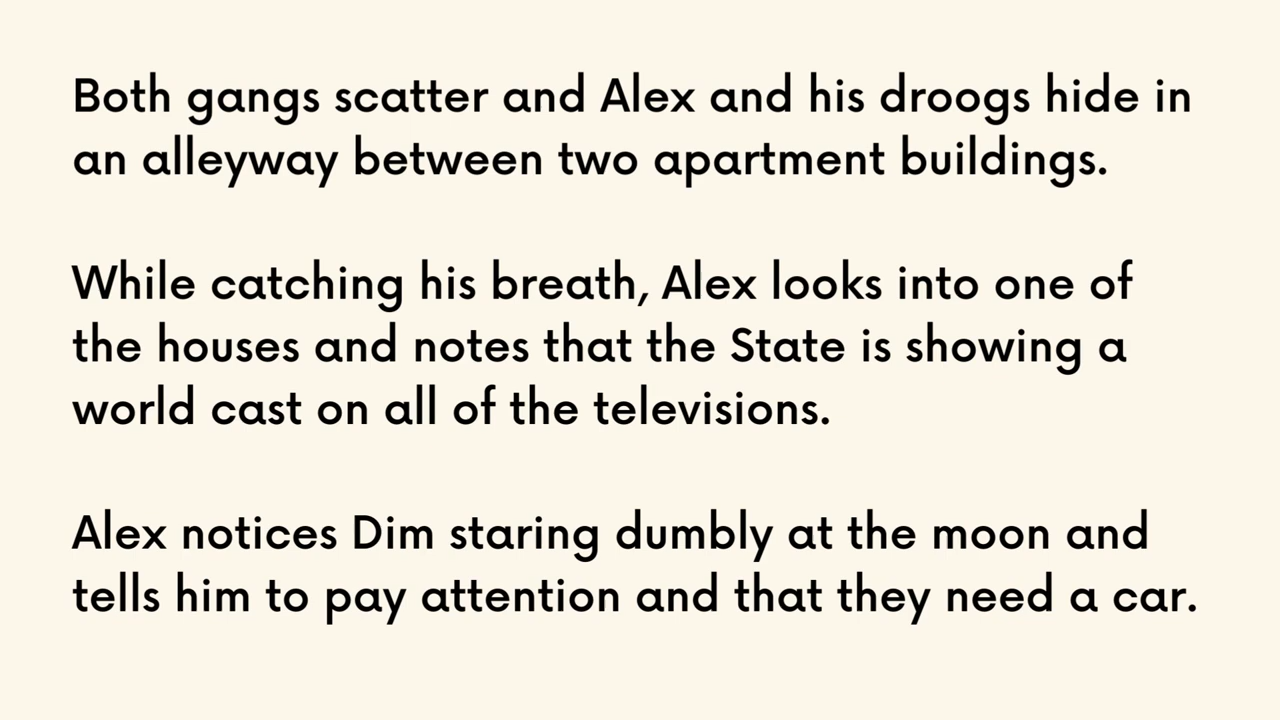 Both gangs scatter and Alex and his droogs hide in
an alleyway between two apartment buildings.
While catching his breath, Alex looks into one of
the houses and notes that the State is showing a
world cast on all of the televisions.
Alex notices Dim staring dumbly at the moon and
tells him to pay attention and that they need a car.